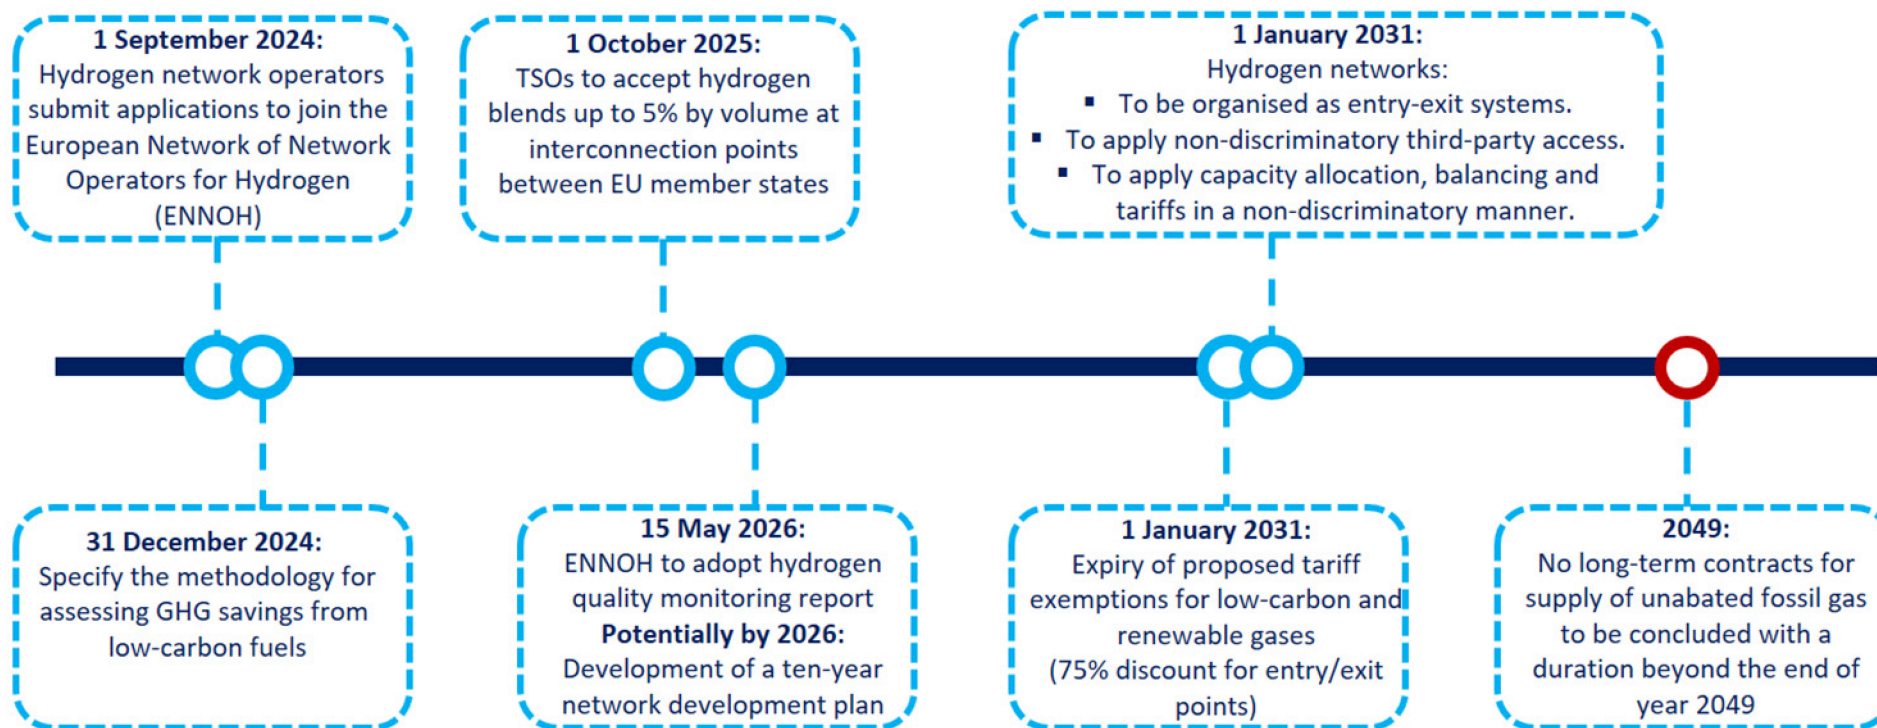 1 September 2024:
Hydrogen network operators
submit applications to join the
European Network of Network
Operators for Hydrogen
(ENNOH)
1 October 2025:
TSOs to accept hydrogen
blends up to 5% by volume at
interconnection points
between EU member states
1 January 2031:
Hydrogen networks:
▪ To be organised as entry-exit systems.
▪ To apply non-discriminatory third-party access.
▪ To apply capacity allocation, balancing and
tariffs in a non-discriminatory manner.
31 December 2024:
Specify the methodology for
assessing GHG savings from
low-carbon fuels
15 May 2026:
ENNOH to adopt hydrogen
quality monitoring report
Potentially by 2026:
Development of a ten-year
network development plan
1 January 2031:
Expiry of proposed tariff
exemptions for low-carbon and
renewable gases
(75% discount for entry/exit
points)
2049:
No long-term contracts for
supply of unabated fossil gas
to be concluded with a
duration beyond the end of
year 2049